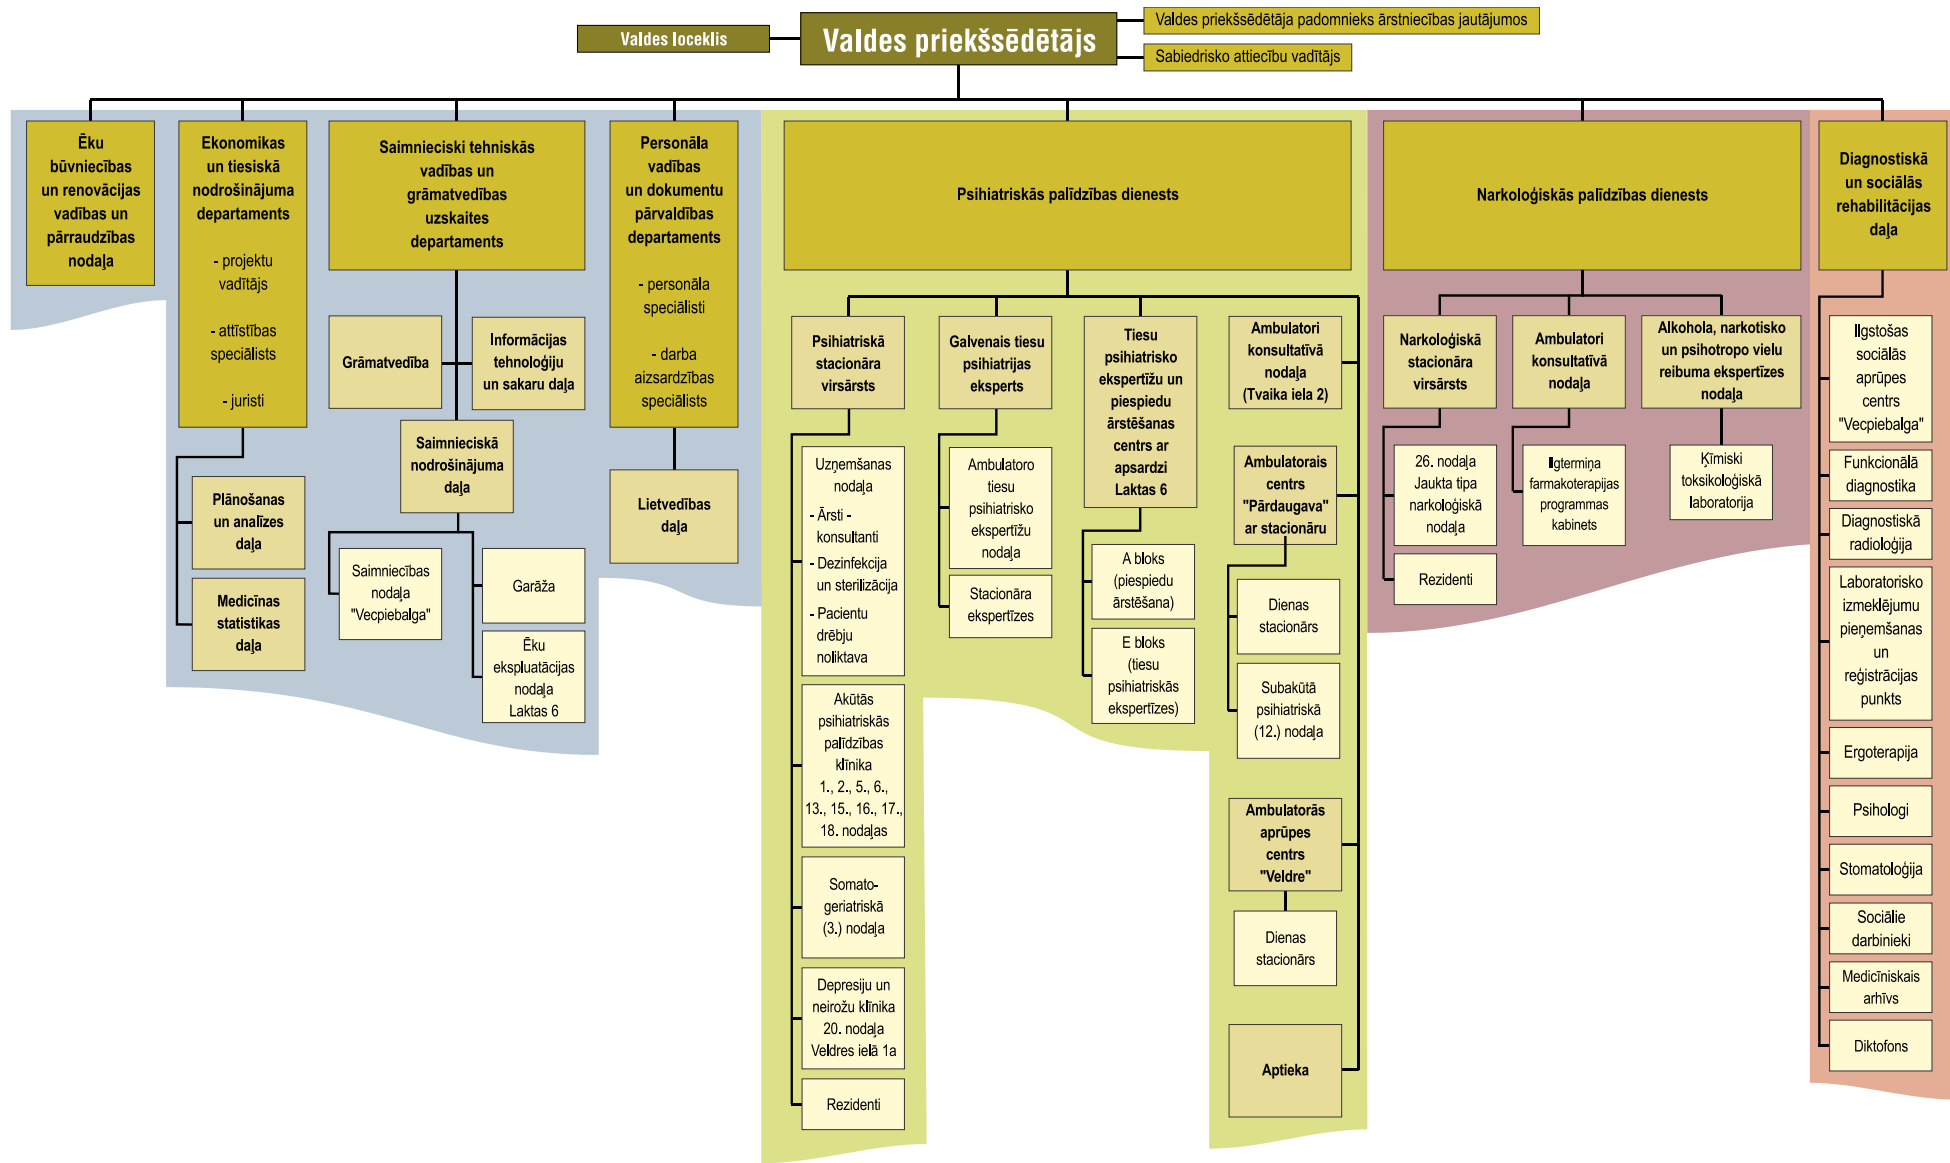 Valdes loceklis
Valdes priekšsēdētājs
Valdes priekšsēdētāja padomnieks ārstniecības jautājumos
Sabiedrisko attiecību vadītājs
Ēku
būvniecības
un renovācijas
vadības un
pārraudzības
nodaļa
Ekonomikas
un tiesiskā
nodrošinājuma
departaments
- projektu
vadītājs
- attīstības
speciālists
- juristi
Plānošanas
un analīzes
daļa
Medicīnas
statistikas
daļa
Saimnieciski tehniskās
vadības un
grāmatvedības
uzskaites
departaments
Grāmatvedība
Informācijas
tehnoloģiju
un sakaru daļa
Saimnieciskā
nodrošinājuma
daļa
Saimniecības
nodaļa
"Vecpiebalga"
Garāža
Ēku
ekspluatācijas
nodaļa
Laktas 6
Personāla
vadības
un dokumentu
pārvaldības
departaments
- personāla
speciālisti
- darba
aizsardzības
speciālists
Lietvedības
daļa
Psihiatriskās palīdzības dienests
Psihiatriskā
stacionāra
virsārsts
Uzņemšanas
nodaļa
- Ārsti -
konsultanti
- Dezinfekcija
un sterilizācija
- Pacientu
drēbju
noliktava
Akūtās
psihiatriskās
palīdzības
klīnika
1., 2., 5., 6.,
13., 15., 16., 17.,
18. nodaļas
Somato-
geriatriskā
(3.) nodaļa
Depresiju un
neirožu klīnika
20. nodaļa
Veldres ielā 1a
Rezidenti
Galvenais tiesu
psihiatrijas
eksperts
Ambulatoro
tiesu
psihiatrisko
ekspertīžu
nodaļa
Stacionāra
ekspertīzes
Tiesu
psihiatrisko
ekspertīžu un
piespiedu
ārstēšanas
centrs ar
apsardzi
Laktas 6
A bloks
(piespiedu
ārstēšana)
E bloks
(tiesu
psihiatriskās
ekspertīzes)
Ambulatori
konsultatīvā
nodaļa
(Tvaika iela 2)
Ambulatorais
centrs
"Pārdaugava"
ar stacionāru
Dienas
stacionārs
Subakūtā
psihiatriskā
(12.) nodaļa
Ambulatorās
aprūpes
centrs
"Veldre"
Dienas
stacionārs
Aptieka
Narkoloģiskās palīdzības dienests
Narkoloģiskā
stacionāra
virsārsts
26. nodaļa
Jaukta tipa
narkoloģiskā
nodaļa
Rezidenti
Ambulatori
konsultatīvā
nodaļa
Ilgtermiņa
farmakoterapijas
programmas
kabinets
Alkohola, narkotisko
un psihotropo vielu
reibuma ekspertīzes
nodaļa
Ķīmiski
toksikoloģiskā
laboratorija
Diagnostiskā
un sociālās
rehabilitācijas
daļa
Ilgstošas
sociālās
aprūpes
centrs
"Vecpiebalga"
Funkcionālā
diagnostika
Diagnostiskā
radioloģija
Laboratorisko
izmeklējumu
pieņemšanas
un
reģistrācijas
punkts
Ergoterapija
Psihologi
Stomatoloģija
Sociālie
darbinieki
Medicīniskais
arhīvs
Diktofons